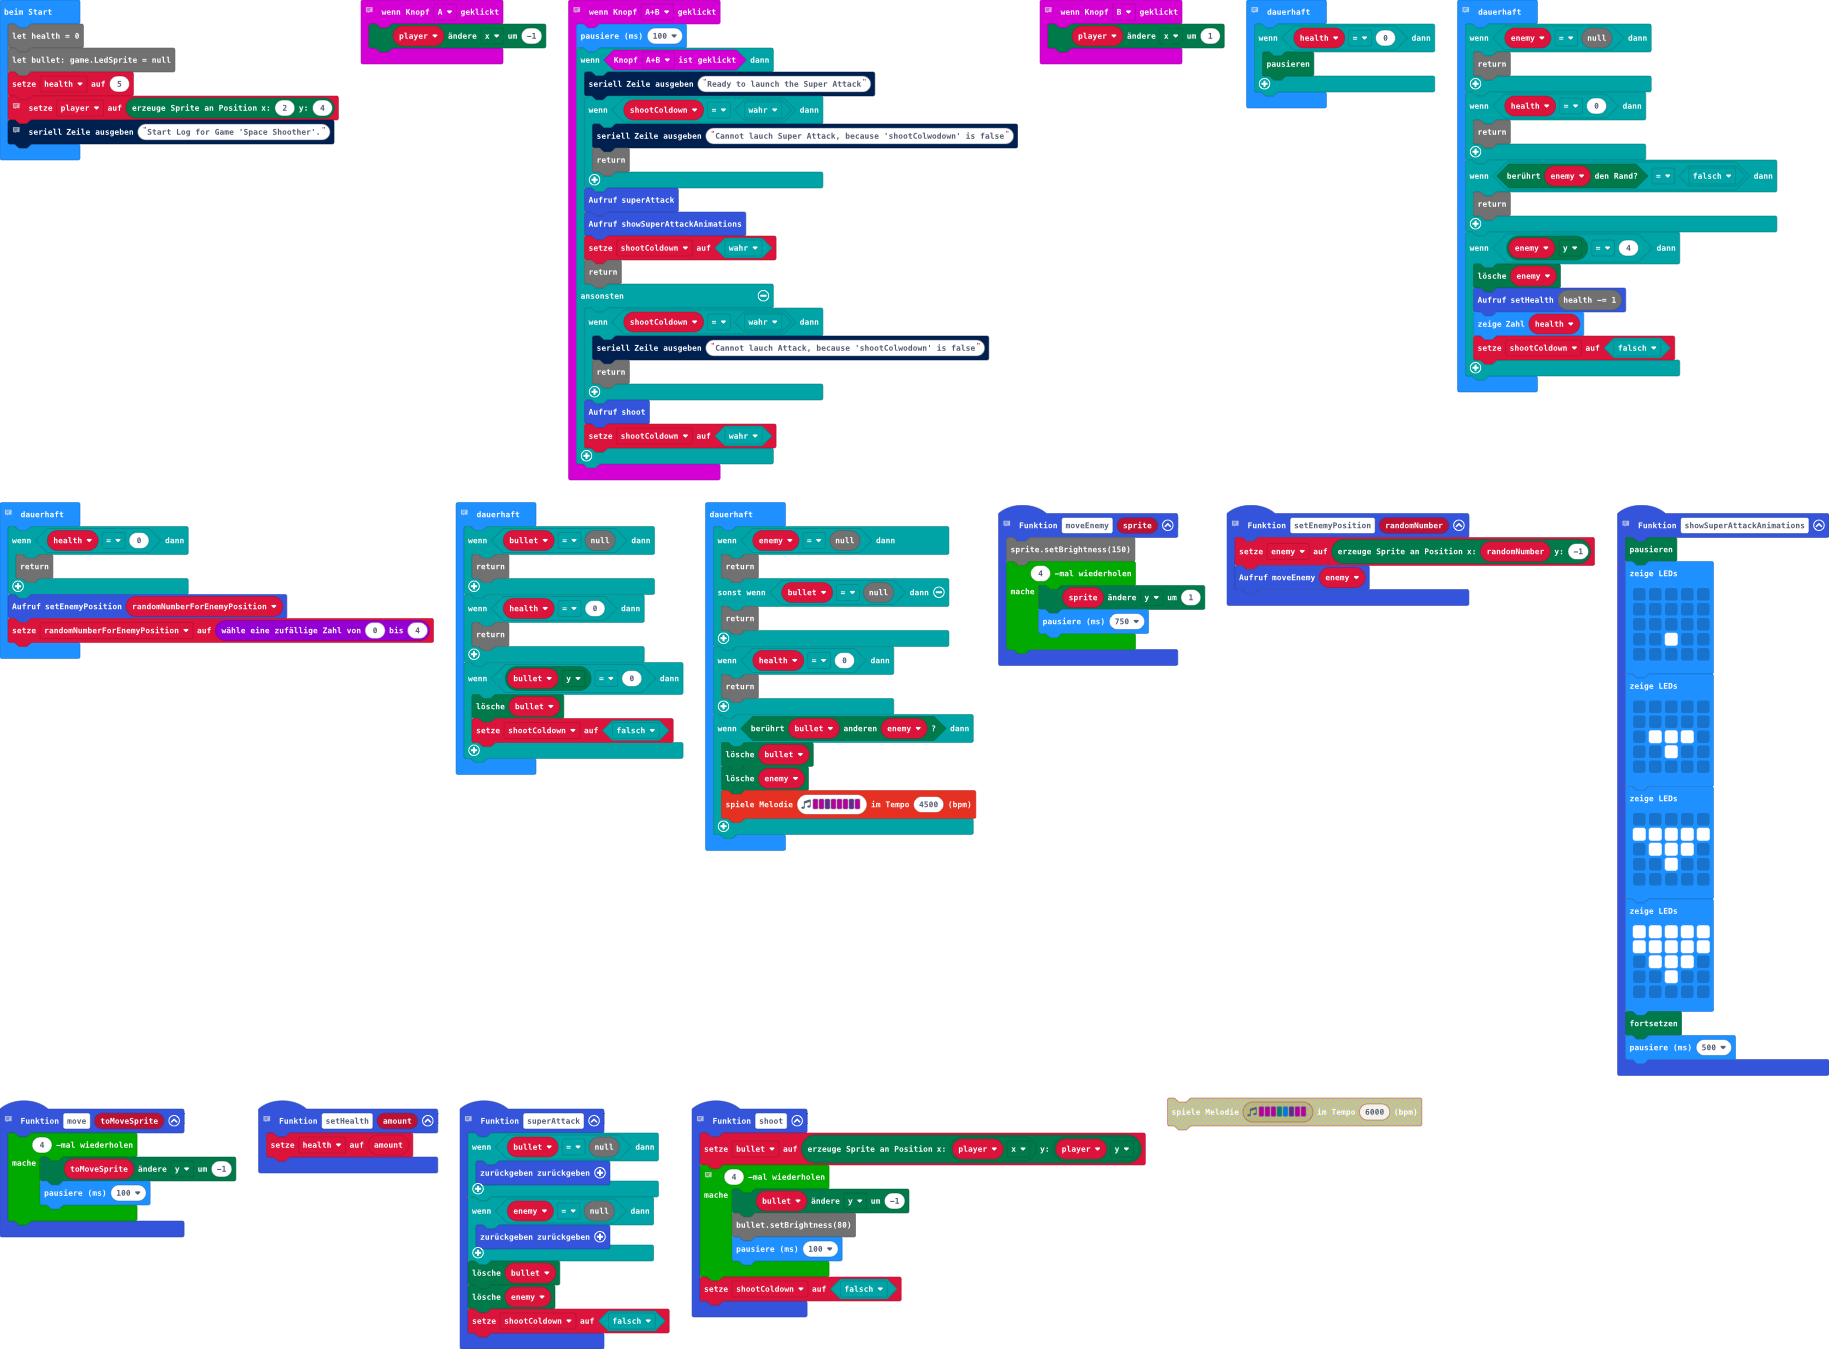 beim Start
let health = 0
let bullet: game.LedSprite = null
setze health auf 5
setze player auf erzeuge Sprite an Position x: 2 y: 4
seriell Zeile ausgeben "Start Log for Game 'Space Shoother'."
wenn Knopf A geklickt
player ändere x um -1
wenn Knopf A+B geklickt
pausiere (ms) 100
wenn Knopf A+B ist geklickt dann
seriell Zeile ausgeben "Ready to launch the Super Attack"
wenn shootColdown = wahr dann
seriell Zeile ausgeben "Cannot lauch Super Attack, because 'shootColwodown' is false"
return
Aufruf superAttack
Aufruf showSuperAttackAnimations
setze shootColdown auf wahr
return
ansonsten
wenn shootColdown = wahr dann
seriell Zeile ausgeben "Cannot lauch Attack, because 'shootColwodown' is false"
return
Aufruf shoot
setze shootColdown auf wahr
wenn Knopf B geklickt
player ändere x um 1
dauerhaft
wenn health = 0 dann
pausieren
dauerhaft
wenn enemy = null dann
return
wenn health = 0 dann
return
wenn berührt enemy den Rand? = falsch dann
return
wenn enemy y = 4 dann
lösche enemy
Aufruf setHealth health -= 1
zeige Zahl health
setze shootColdown auf falsch
dauerhaft
wenn health = 0 dann
return
Aufruf setEnemyPosition randomNumberForEnemyPosition
setze randomNumberForEnemyPosition auf wähle eine zufällige Zahl von 0 bis 4
dauerhaft
wenn bullet = null dann
return
wenn health = 0 dann
return
wenn bullet y = 0 dann
lösche bullet
setze shootColdown auf falsch
dauerhaft
wenn enemy = null dann
return
sonst wenn bullet = null dann
return
wenn health = 0 dann
return
wenn berührt bullet anderen enemy ? dann
lösche bullet
lösche enemy
spiele Melodie im Tempo 4500 (bpm)
Funktion moveEnemy sprite
sprite.setBrightness(150)
4 -mal wiederholen
mache sprite ändere y um 1
pausiere (ms) 750
Funktion setEnemyPosition randomNumber
setze enemy auf erzeuge Sprite an Position x: randomNumber y: -1
Aufruf moveEnemy enemy
Funktion showSuperAttackAnimations
pausieren
zeige LEDs
zeige LEDs
zeige LEDs
zeige LEDs
fortsetzen
pausiere (ms) 500
Funktion move toMoveSprite
4 -mal wiederholen
mache toMoveSprite ändere y um -1
pausiere (ms) 100
Funktion setHealth amount
setze health auf amount
Funktion superAttack
wenn bullet = null dann
zurückgeben zurückgeben
wenn enemy = null dann
zurückgeben zurückgeben
lösche bullet
lösche enemy
setze shootColdown auf falsch
Funktion shoot
setze bullet auf erzeuge Sprite an Position x: player x y: player y
4 -mal wiederholen
mache bullet ändere y um -1
bullet.setBrightness(80)
pausiere (ms) 100
setze shootColdown auf falsch
spiele Melodie im Tempo 6000 (bpm)